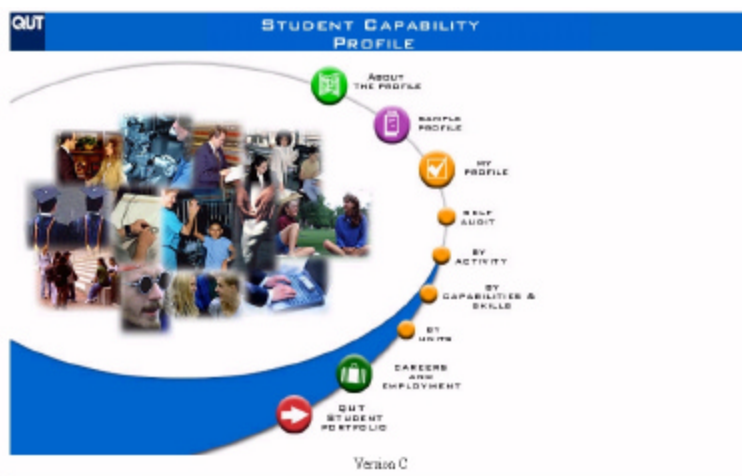 QUT
STUDENT CAPABILITY
PROFILE
ABOUT
THE PROFILE
SAMPLE
PROFILE
MY
PROFILE
SELF
AUDIT
BY
ACTIVITY
BY
CAPABILITIES &
SKILLS
BY
UNITS
CAREERS
AND
EMPLOYMENT
QUT
STUDENT
PORTFOLIO
Version C